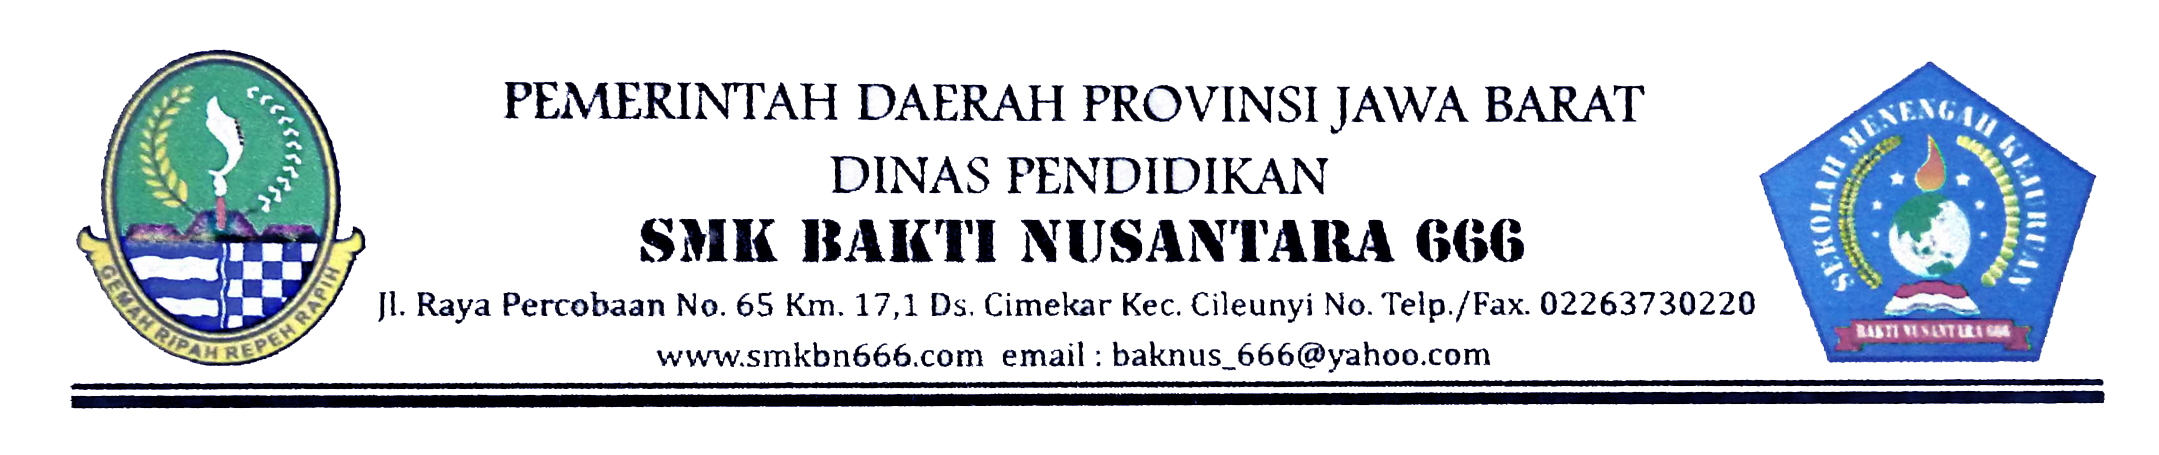 PEMERINTAH DAERAH PROVINSI JAWA BARAT
DINAS PENDIDIKAN
SMK BAKTI NUSANTARA 666
Jl. Raya Percobaan No. 65 Km. 17,1 Ds. Cimekar Kec. Cileunyi No. Telp./Fax. 02263730220
www.smkbn666.com email : baknus_666@yahoo.com
GEMAH RIPAH REPEH RAPIH
SEKOLAH MENENGAH KEJURUAN
BAKTI NUSANTARA 666